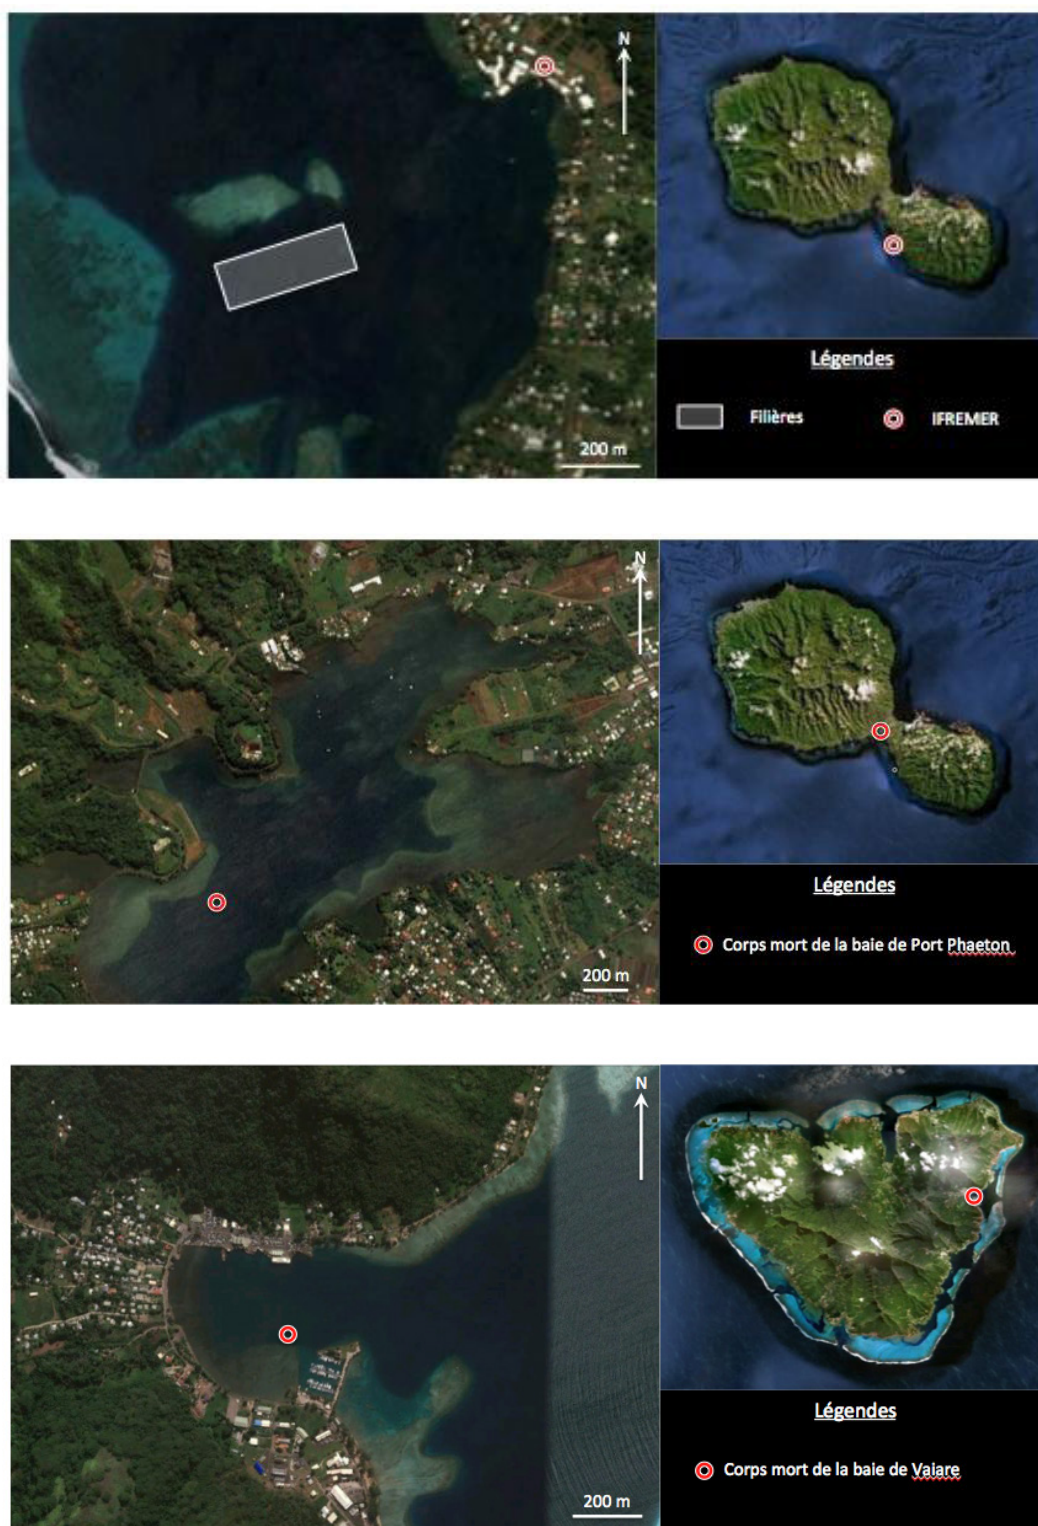 N
Légendes
Filières
IFREMER
200 m
N
Légendes
Corps mort de la baie de Port Phaeton
200 m
N
Légendes
Corps mort de la baie de Vaiare
200 m